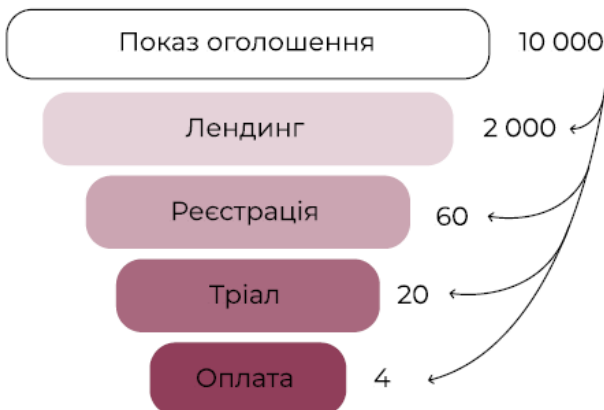 Показ оголошення 10 000
Лендинг 2 000
Реєстрація 60
Тріал 20
Оплата 4